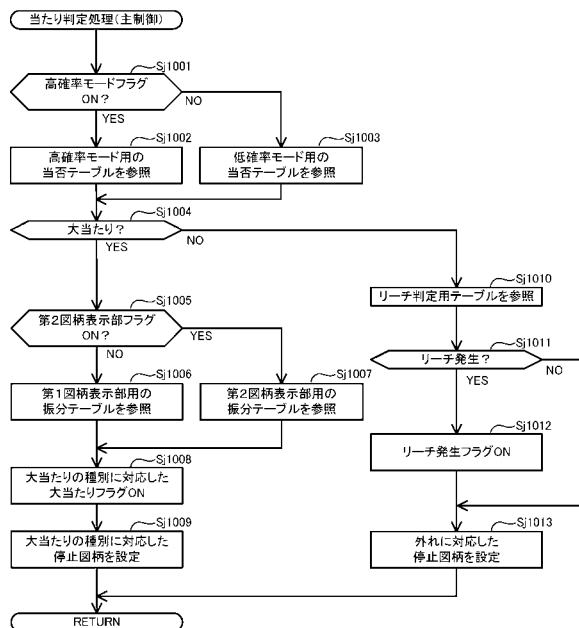 当たり判定処理(主制御)
Sj1001
高確率モードフラグ
ON?
NO
YES
Sj1002
高確率モード用の
当否テーブルを参照
Sj1003
低確率モード用の
当否テーブルを参照
Sj1004
大当たり?
NO
YES
Sj1005
第2図柄表示部フラグ
ON?
YES
NO
Sj1006
第1図柄表示部用の
振分テーブルを参照
Sj1007
第2図柄表示部用の
振分テーブルを参照
Sj1008
大当たりの種別に対応した
大当たりフラグON
Sj1009
大当たりの種別に対応した
停止図柄を設定
Sj1010
リーチ判定用テーブルを参照
Sj1011
リーチ発生?
NO
YES
Sj1012
リーチ発生フラグON
Sj1013
外れに対応した
停止図柄を設定
RETURN